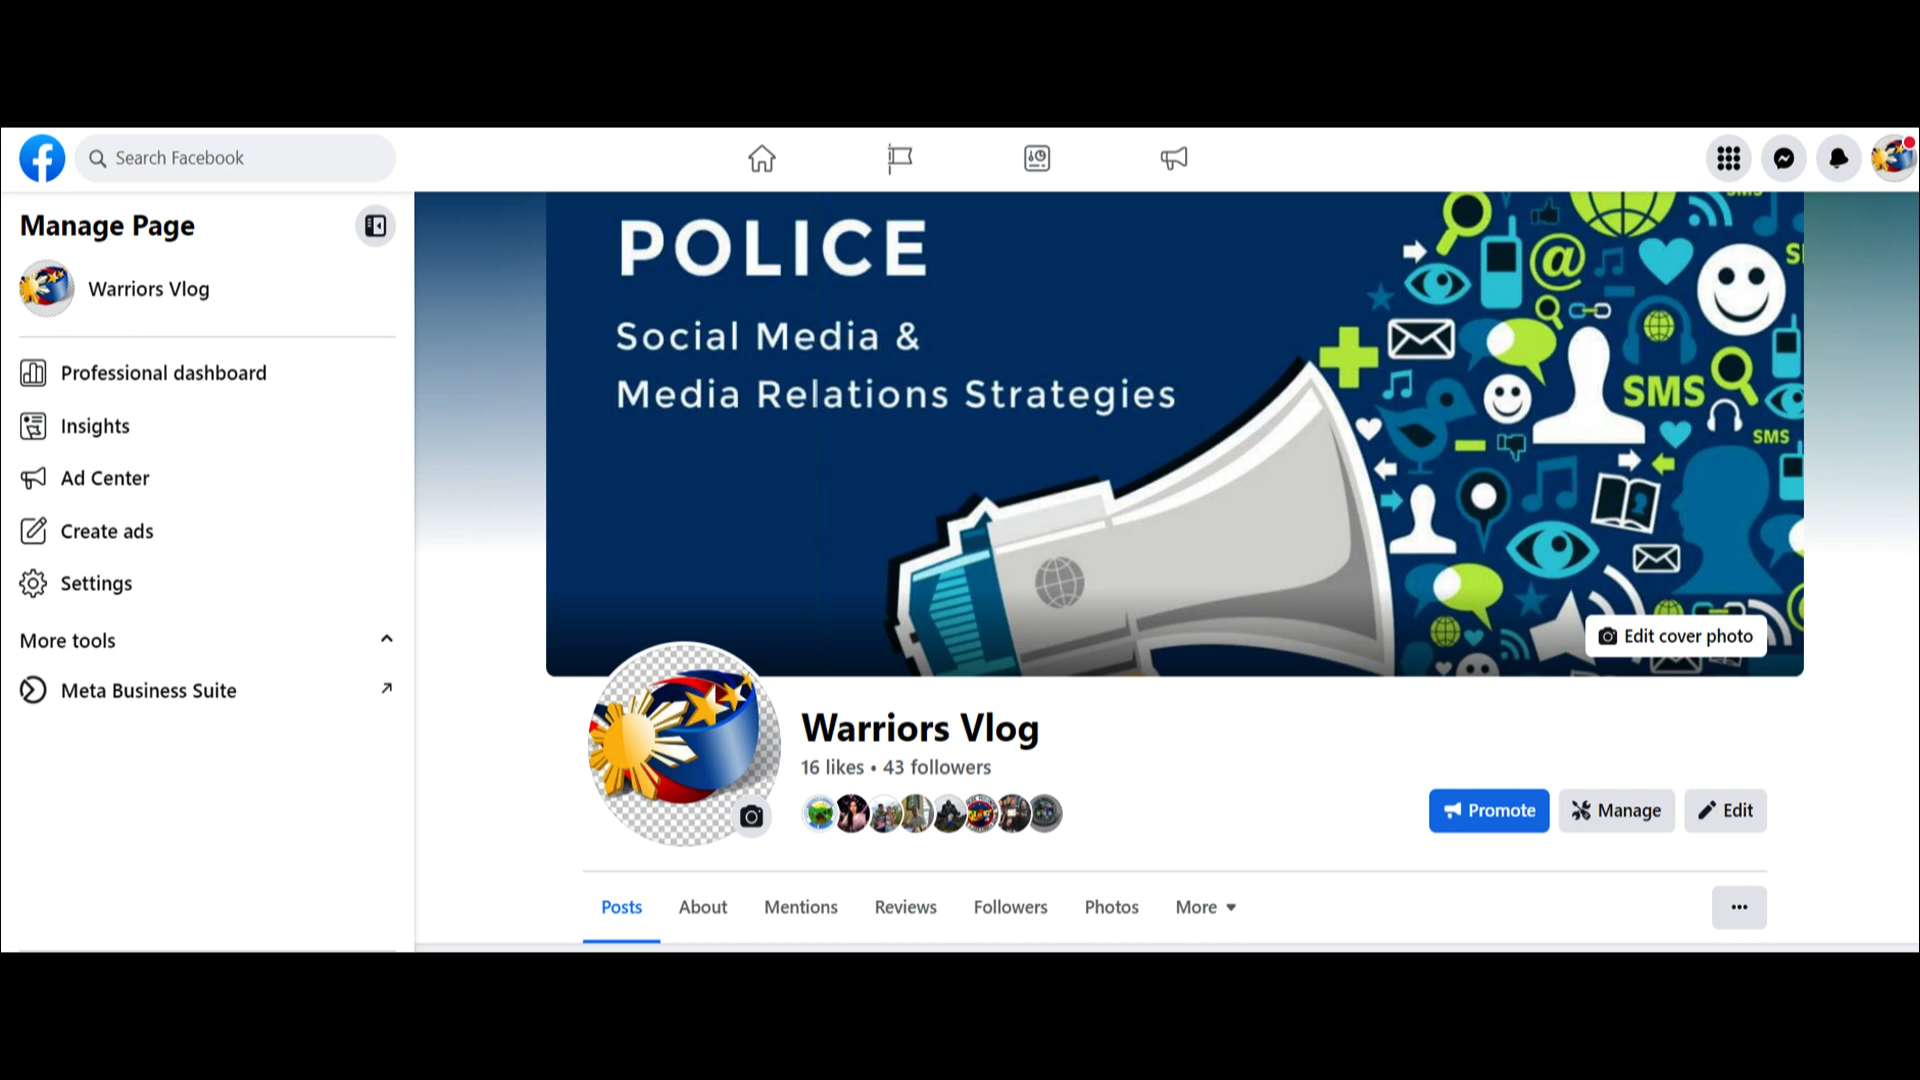 Search Facebook
Manage Page
Warriors Vlog
Professional dashboard
Insights
Ad Center
Create ads
Settings
More tools
Meta Business Suite
POLICE
Social Media &
Media Relations Strategies
SMS
SMS
SMS
Edit cover photo
Warriors Vlog
16 likes • 43 followers
Promote
Manage
Edit
Posts
About
Mentions
Reviews
Followers
Photos
More